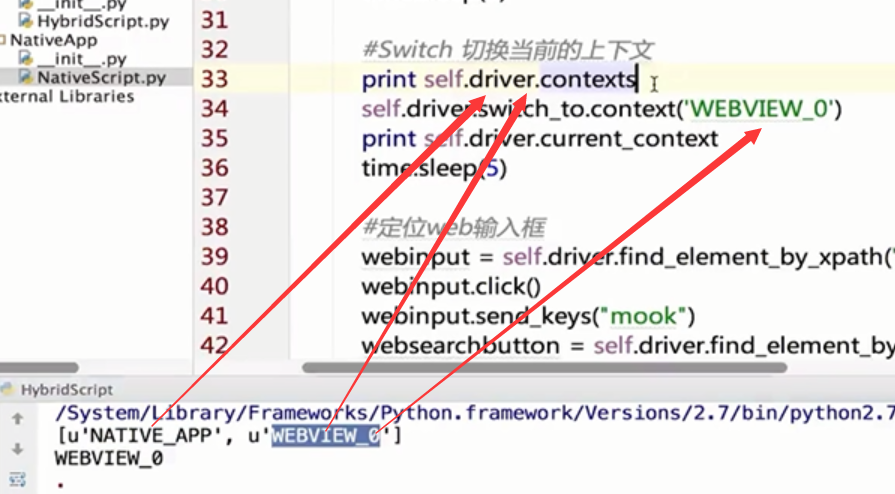 __init__.py
HybridScript.py
NativeApp
__init__.py
NativeScript.py
xternal Libraries
31
32 #Switch 切换当前的上下文
33 print self.driver.contexts
34 self.driver.switch_to.context('WEBVIEW_0')
35 print self.driver.current_context
36 time.sleep(5)
37
38 #定位web输入框
39 webinput = self.driver.find_element_by_xpath('
40 webinput.click()
41 webinput.send_keys("mook")
42 websearchbutton = self.driver.find_element_by
HybridScript
/System/Library/Frameworks/Python.framework/Versions/2.7/bin/python2.7
[u'NATIVE_APP', u'WEBVIEW_0']
WEBVIEW_0
.